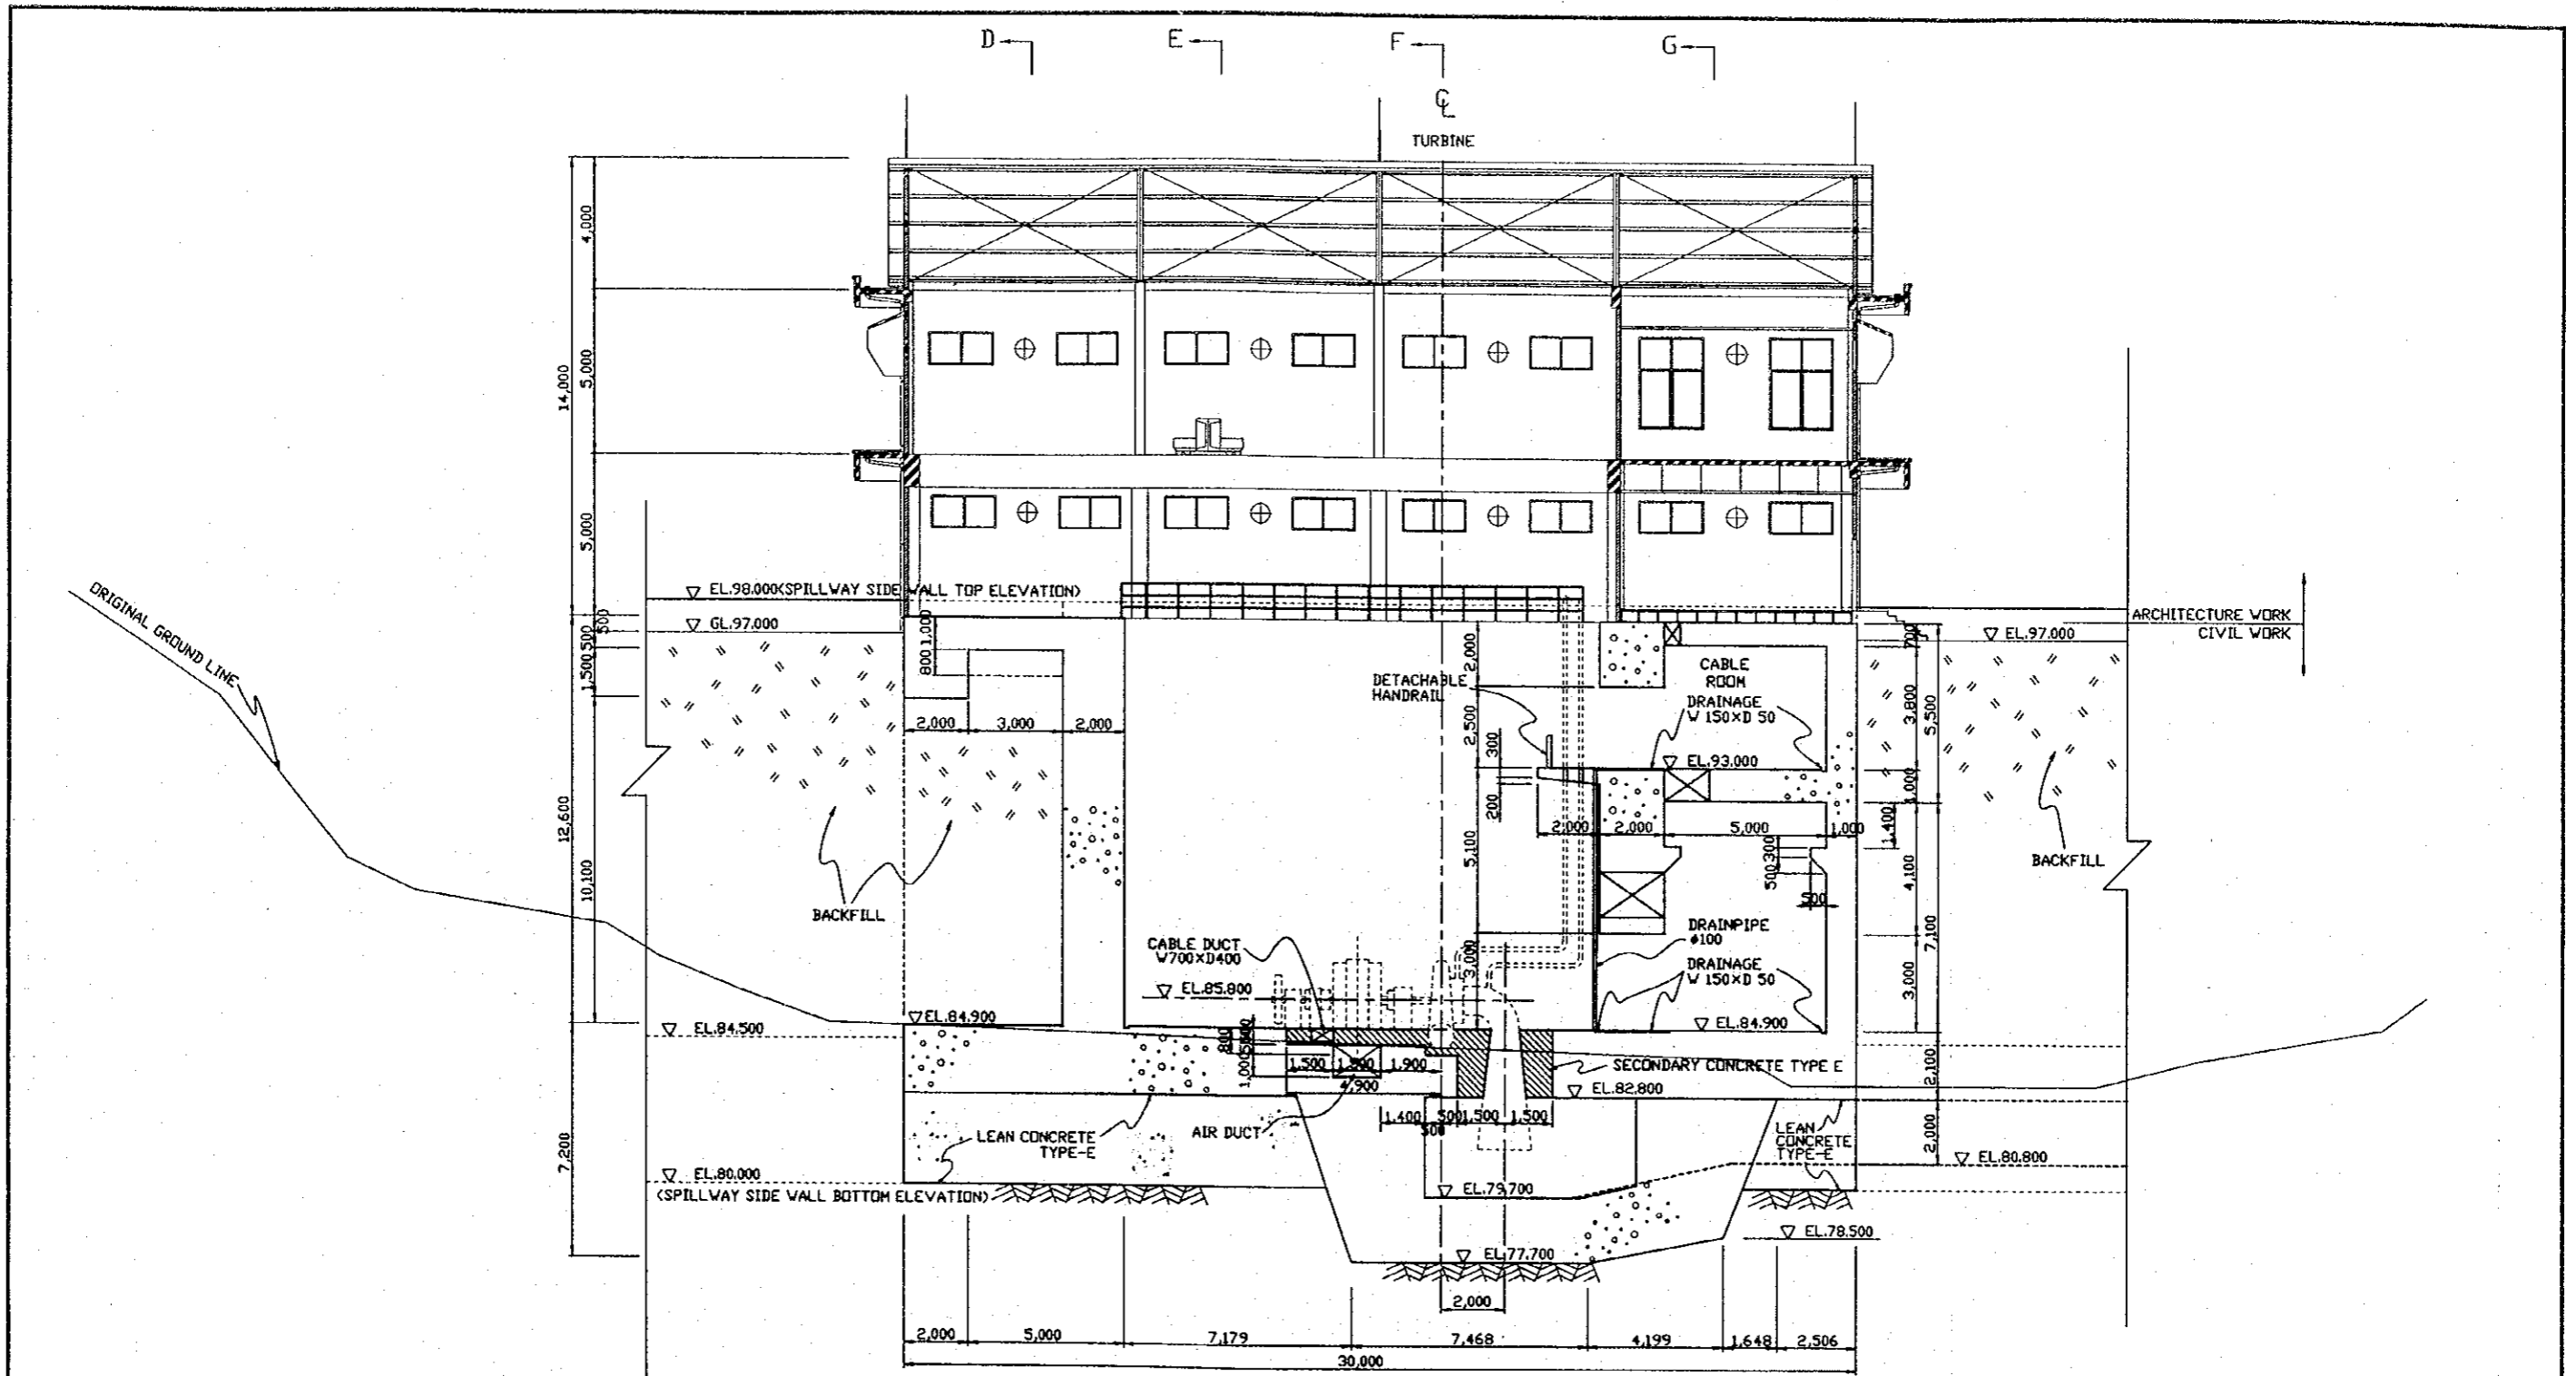 D
E
F
G
CL
TURBINE
4,000
5,000
14,000
5,000
ORIGINAL GROUND LINE
EL.98.000(SPILLWAY SIDE WALL TOP ELEVATION)
GL.97.000
500
500
1,500
1,000
800
ARCHITECTURE WORK
CIVIL WORK
EL.97.000
700
2,000
CABLE
ROOM
DETACHABLE
HANDRAIL
DRAINAGE
W 150×D 50
3,800
5,500
2,000
3,000
2,000
2,500
300
EL.93.000
1,000
200
12,600
10,100
2,000
2,000
5,000
1,000
1,400
5,100
300
500
500
4,100
BACKFILL
BACKFILL
DRAINPIPE
ø100
7,100
CABLE DUCT
W700×D400
3,000
DRAINAGE
W 150×D 50
3,000
EL.85.800
EL.84.900
EL.84.500
EL.84.900
800
1,000
500
1,500
1,900
4,900
SECONDARY CONCRETE TYPE E
2,100
EL.82.800
1,400
500
1,500
1,500
500
LEAN CONCRETE
TYPE-E
AIR DUCT
LEAN
CONCRETE
TYPE-E
2,000
7,200
EL.80.000
(SPILLWAY SIDE WALL BOTTOM ELEVATION)
EL.80.800
EL.79.700
EL.78.500
EL.77.700
2,000
2,000
5,000
7,179
7,468
4,199
1,648
2,506
30,000